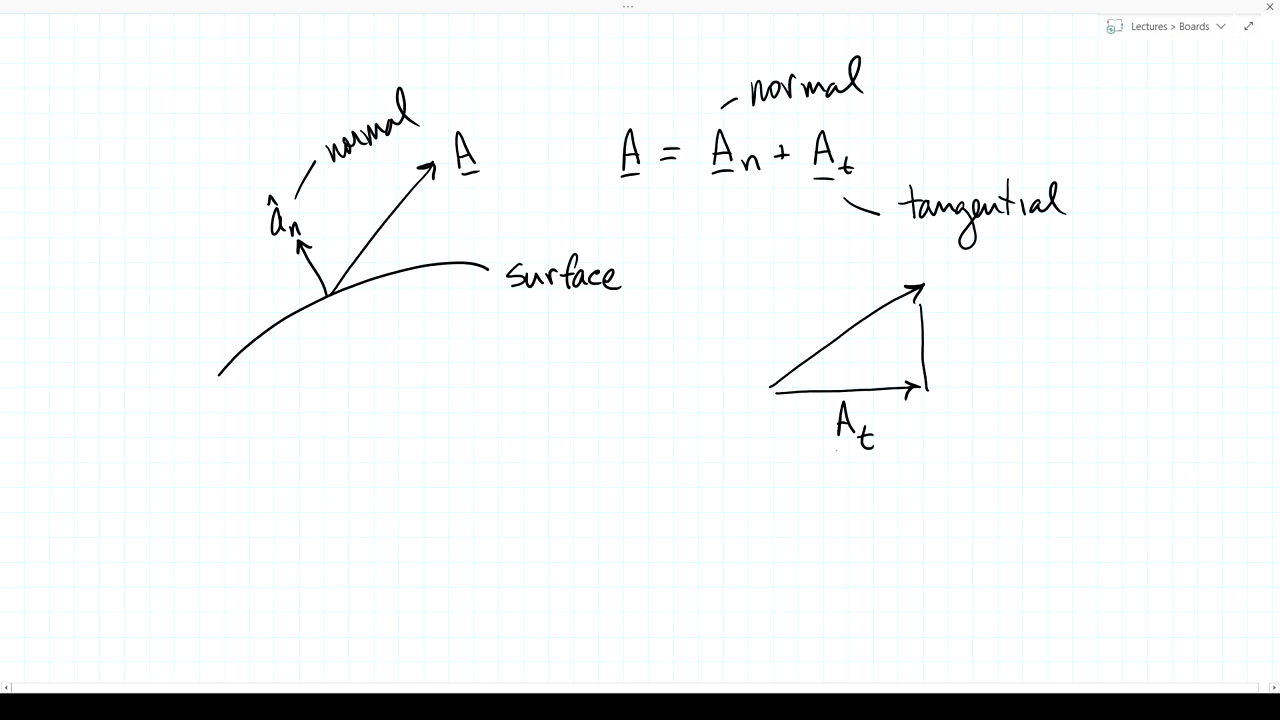 Lectures > Boards
normal
normal
A
A = Aₙ + Aₜ
âₙ
tangential
surface
Aₜ